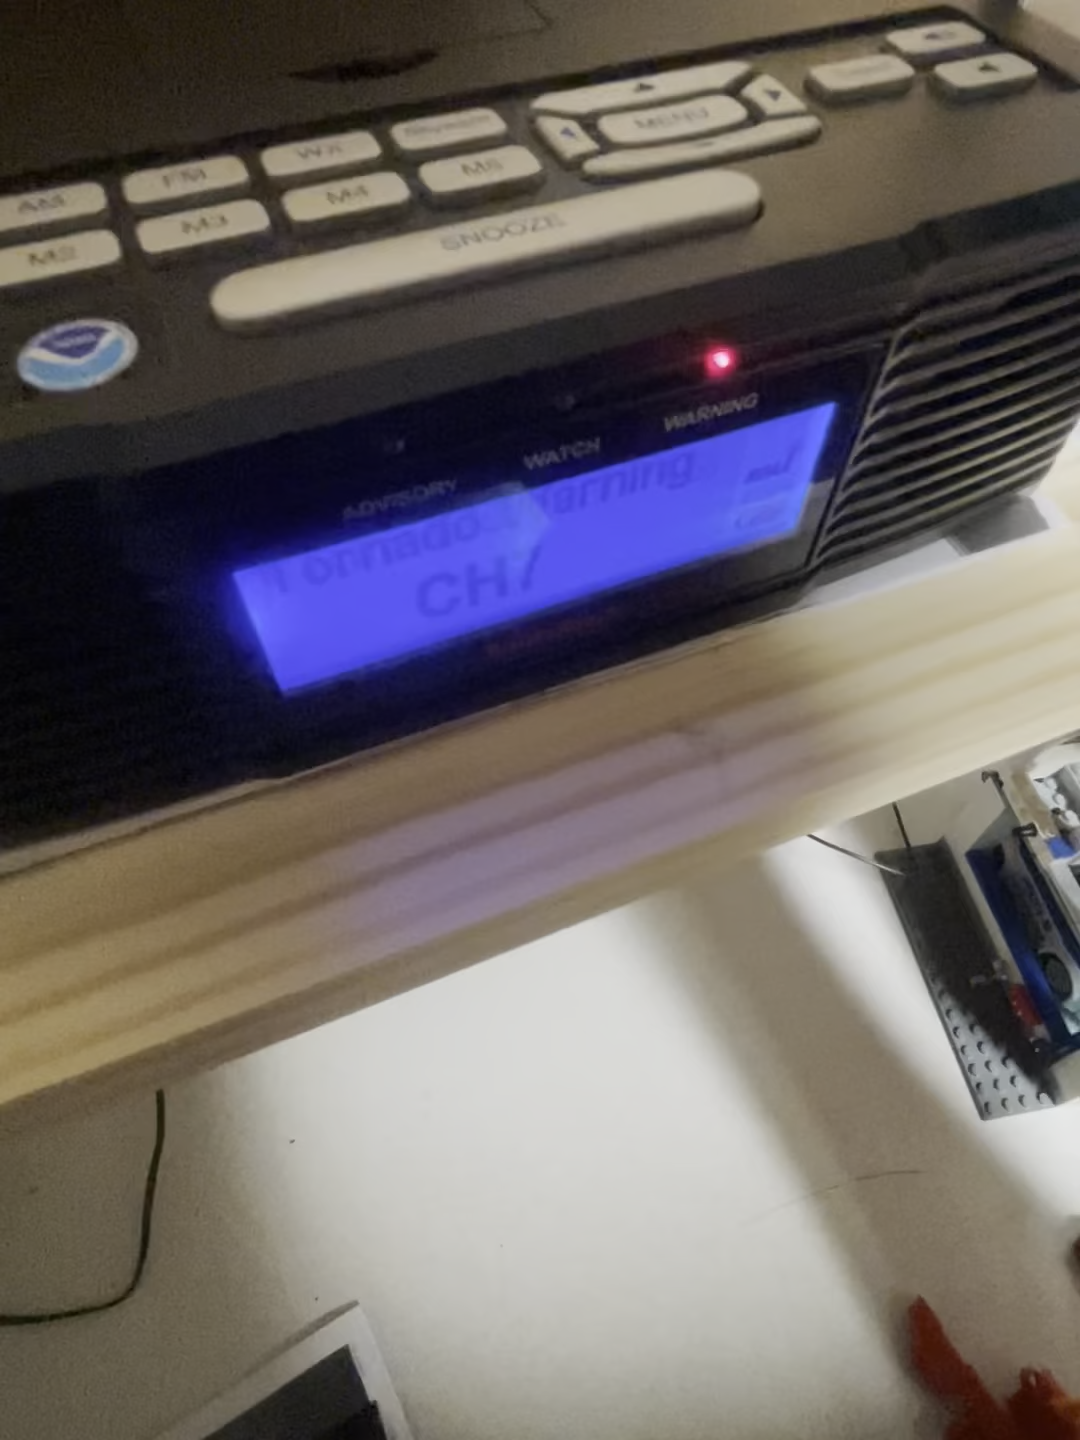 AM FM WX
M2 M3 M4 M5
MENU
SNOOZE
ADVISORY WATCH WARNING
Tornado Warning
CH7